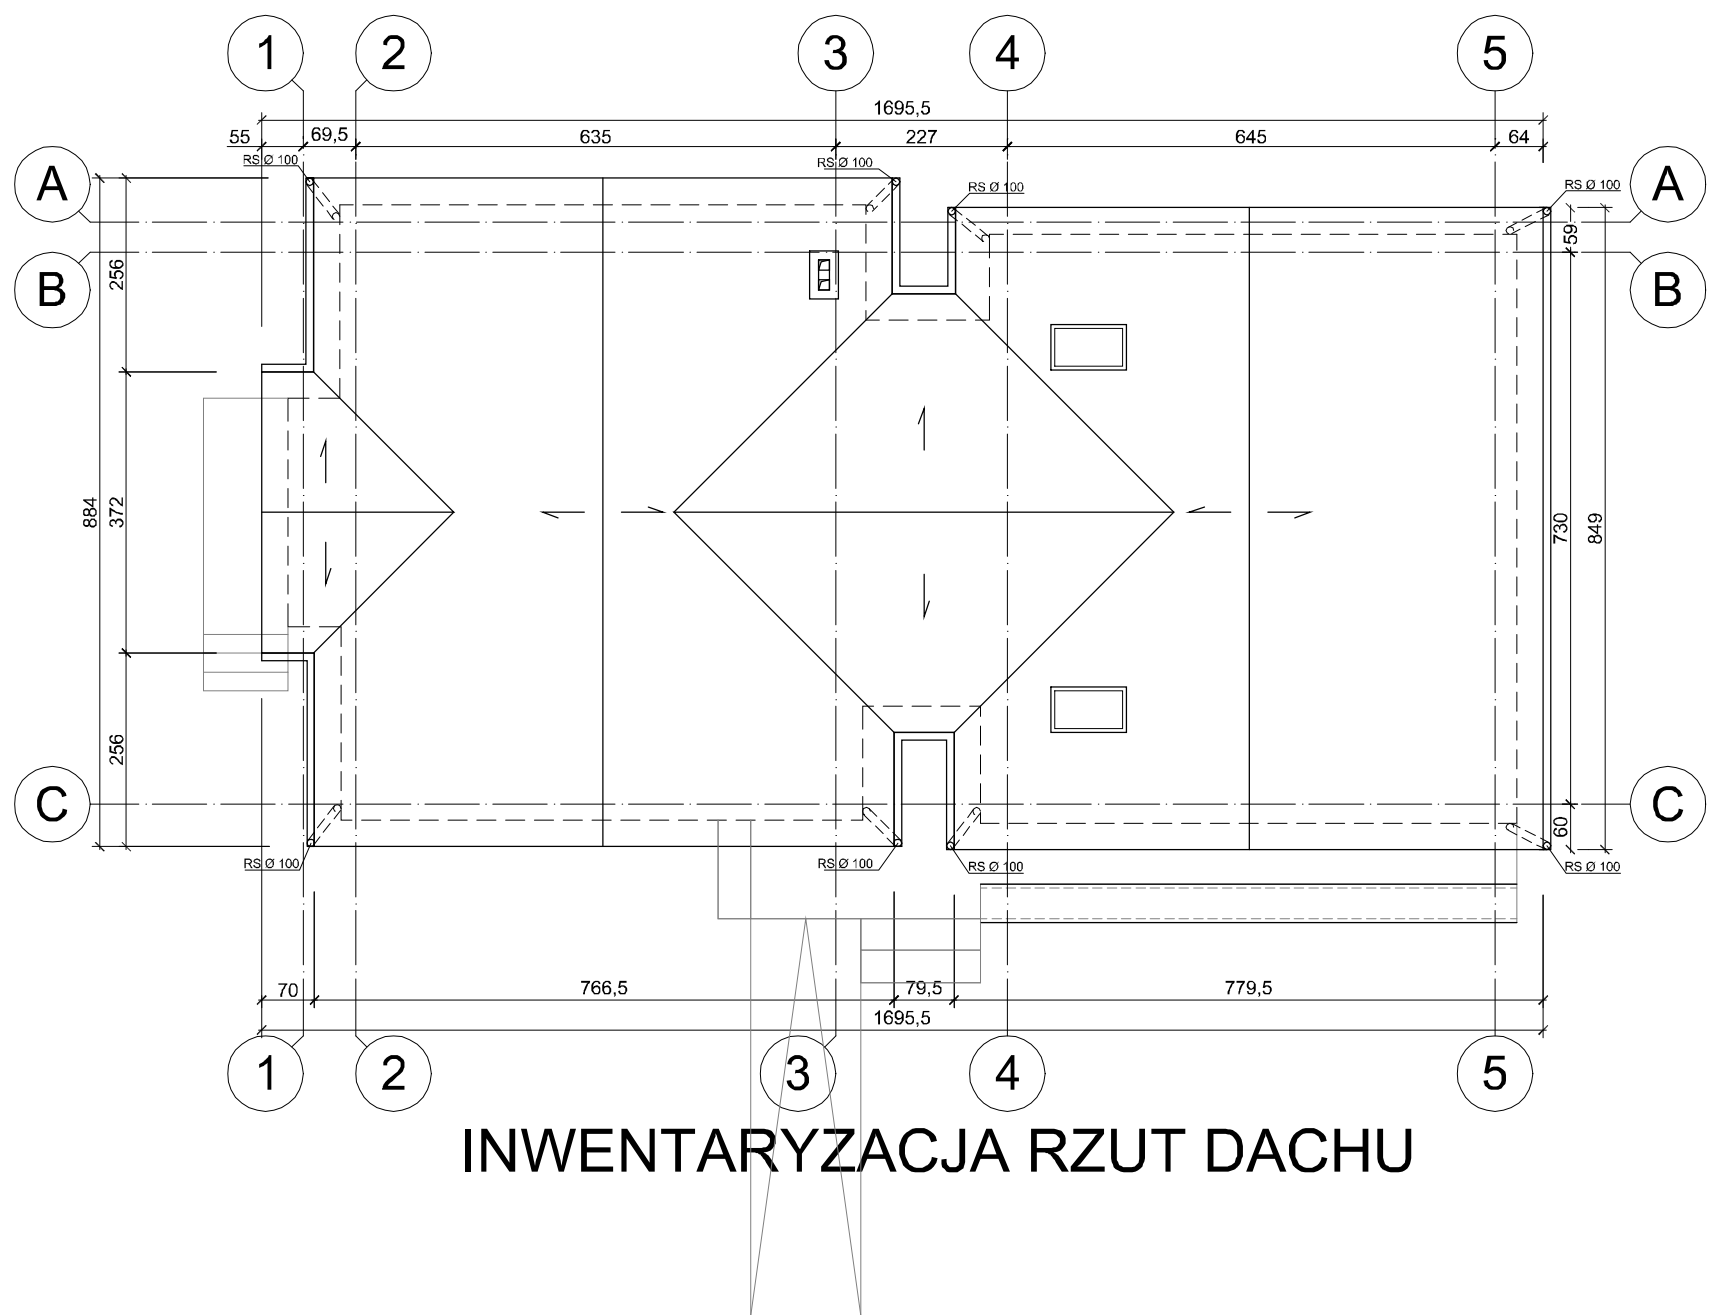 1 2 3 4 5
1695,5
55 69,5 635 227 645 64
RS Ø 100 RS Ø 100
A RS Ø 100 RS Ø 100 A
59
B 256 B
884 372 730 849
256
C 60 C
RS Ø 100 RS Ø 100 RS Ø 100 RS Ø 100
70 766,5 79,5 779,5
1695,5
1 2 3 4 5
INWENTARYZACJA RZUT DACHU